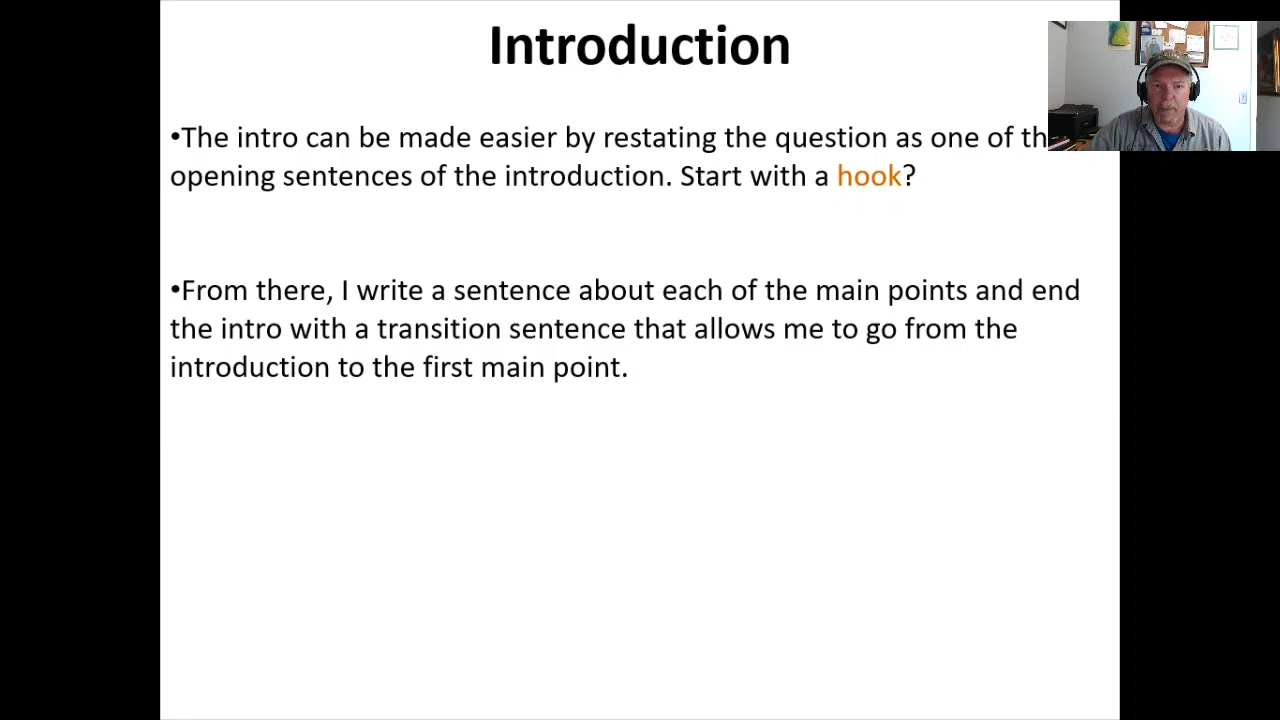 Introduction
•The intro can be made easier by restating the question as one of
opening sentences of the introduction. Start with a hook?
•From there, I write a sentence about each of the main points and end
the intro with a transition sentence that allows me to go from the
introduction to the first main point.